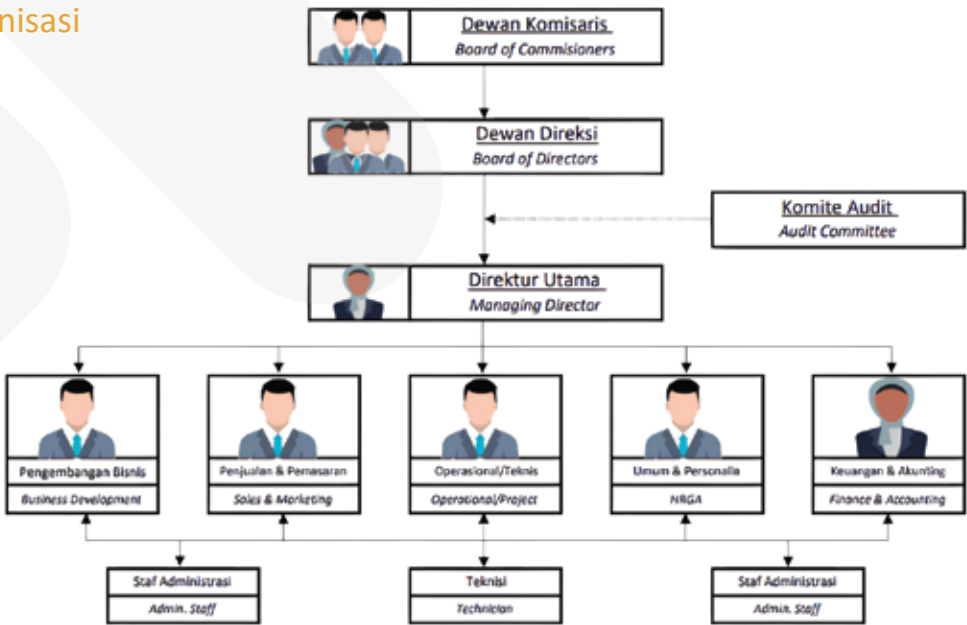 nisasi
Dewan Komisaris
Board of Commisioners
Dewan Direksi
Board of Directors
Komite Audit
Audit Committee
Direktur Utama
Managing Director
Pengembangan Bisnis
Business Development
Penjualan & Pemasaran
Sales & Marketing
Operasional/Teknis
Operational/Project
Umum & Personalia
HRGA
Keuangan & Akunting
Finance & Accounting
Staf Administrasi
Admin. Staff
Teknisi
Technician
Staf Administrasi
Admin. Staff